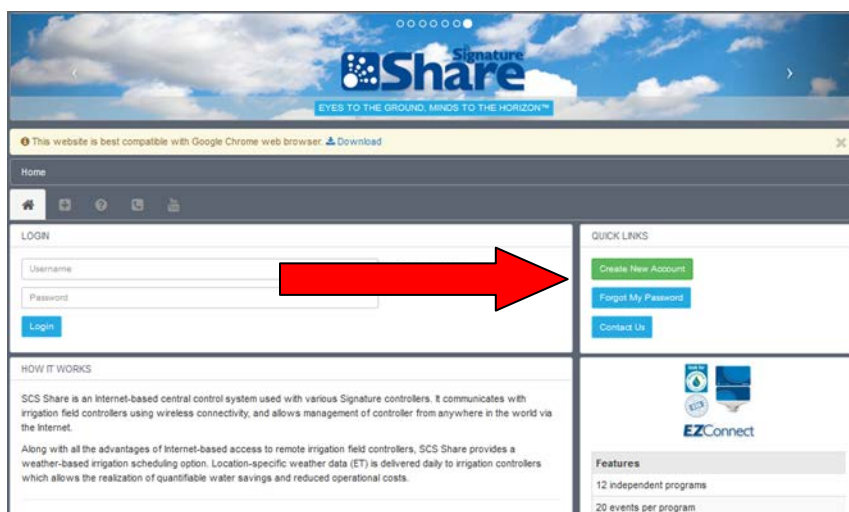 Signature
Share
EYES TO THE GROUND, MINDS TO THE HORIZON™
This website is best compatible with Google Chrome web browser. Download
Home
LOGIN
Username
Password
Login
QUICK LINKS
Create New Account
Forgot My Password
Contact Us
HOW IT WORKS
SCS Share is an Internet-based central control system used with various Signature controllers. It communicates with
irrigation field controllers using wireless connectivity, and allows management of controller from anywhere in the world via
the Internet.
Along with all the advantages of Internet-based access to remote irrigation field controllers, SCS Share provides a
weather-based irrigation scheduling option. Location-specific weather data (ET) is delivered daily to irrigation controllers
which allows the realization of quantifiable water savings and reduced operational costs.
EZConnect
Features
12 independent programs
20 events per program